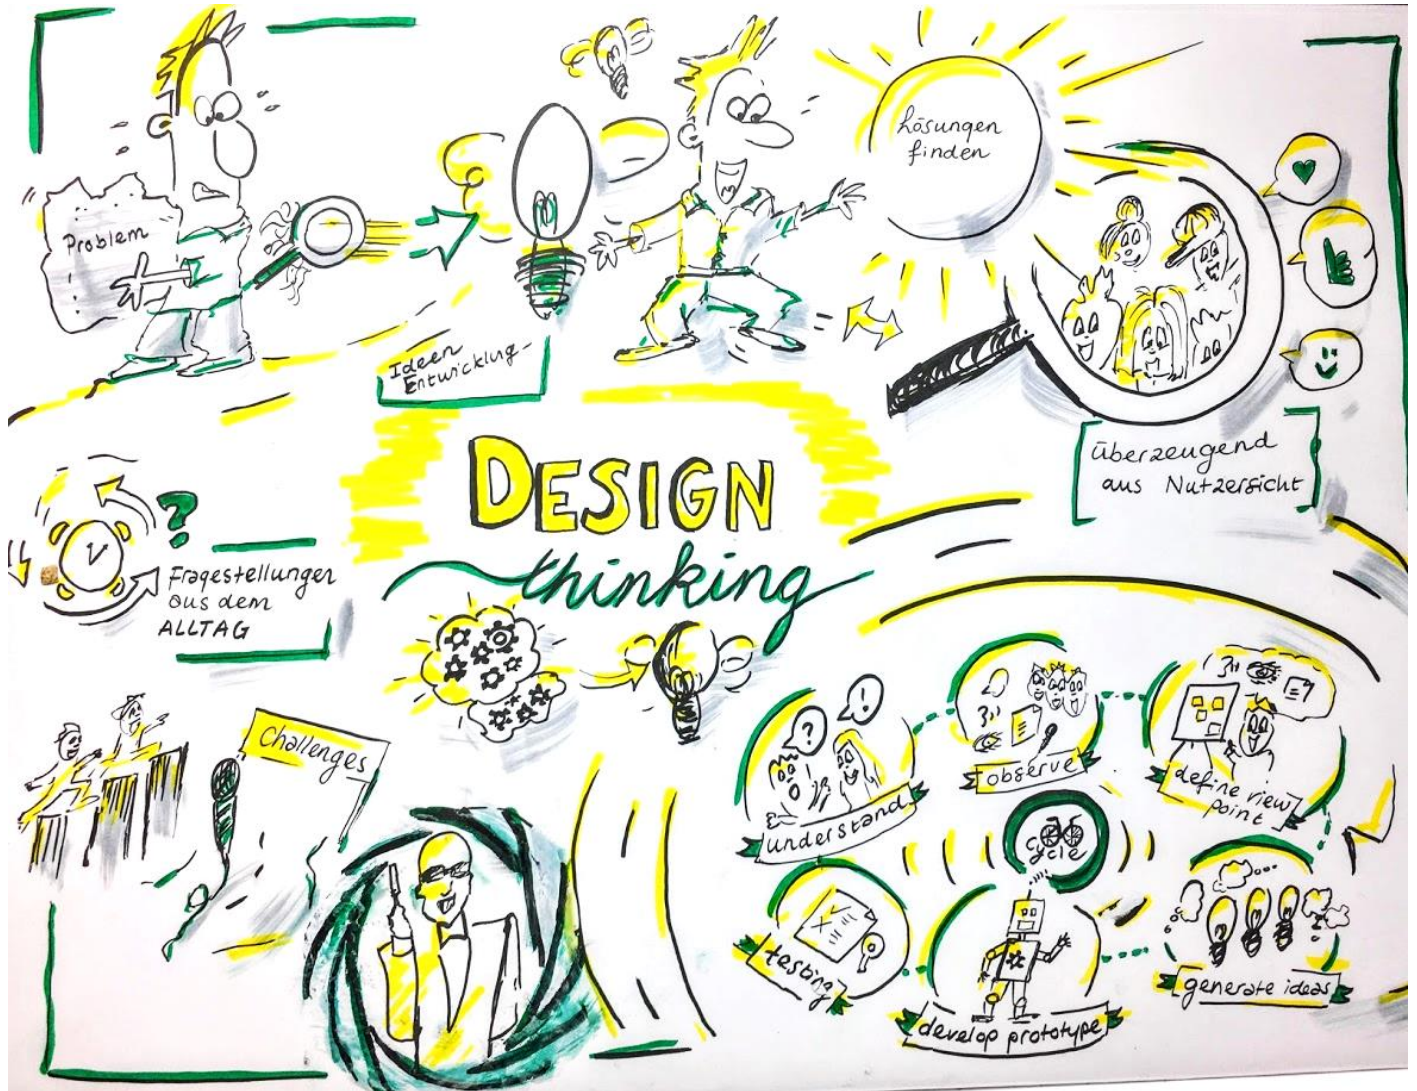 Problem
Ideen
Entwicklung
Lösungen
finden
überzeugend
aus Nutzersicht
DESIGN
thinking
?
Fragestellungen
aus dem
ALLTAG
Challenges
?
!
understand
observe
define view
point
cycle
testing
develop prototype
generate ideas